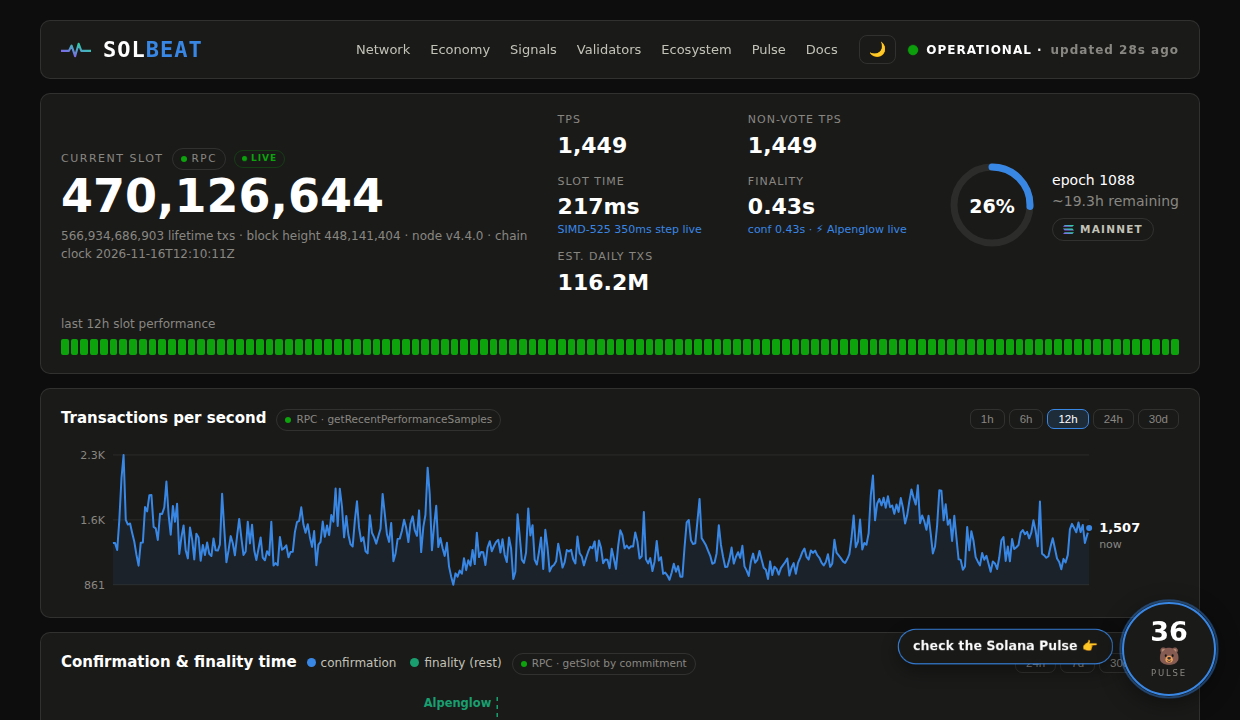 SOLBEAT
Network Economy Signals Validators Ecosystem Pulse Docs
OPERATIONAL · updated 28s ago
CURRENT SLOT RPC LIVE
470,126,644
566,934,686,903 lifetime txs · block height 448,141,404 · node v4.4.0 · chain
clock 2026-11-16T12:10:11Z
TPS
1,449
NON-VOTE TPS
1,449
SLOT TIME
217ms
SIMD-525 350ms step live
FINALITY
0.43s
conf 0.43s · ⚡ Alpenglow live
EST. DAILY TXS
116.2M
26%
epoch 1088
~19.3h remaining
MAINNET
last 12h slot performance
Transactions per second RPC · getRecentPerformanceSamples
1h 6h 12h 24h 30d
2.3K
1.6K
861
1,507
now
Confirmation & finality time confirmation finality (rest) RPC · getSlot by commitment
Alpenglow
check the Solana Pulse 👉
36
🐻
PULSE